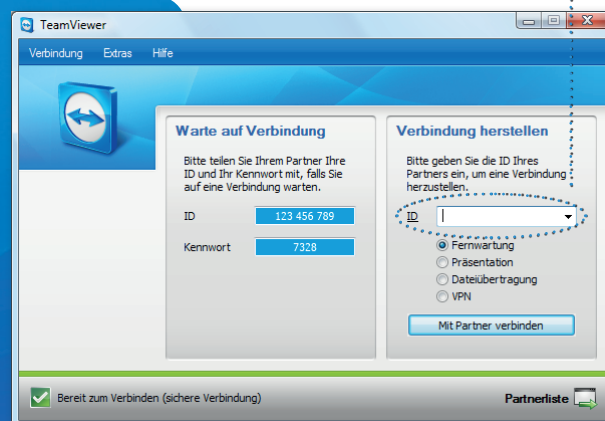 TeamViewer
Verbindung Extras Hilfe
Warte auf Verbindung
Bitte teilen Sie Ihrem Partner Ihre
ID und Ihr Kennwort mit, falls Sie
auf eine Verbindung warten.
ID 123 456 789
Kennwort 7328
Verbindung herstellen
Bitte geben Sie die ID Ihres
Partners ein, um eine Verbindung
herzustellen.
ID
Fernwartung
Präsentation
Dateiübertragung
VPN
Mit Partner verbinden
Bereit zum Verbinden (sichere Verbindung)
Partnerliste